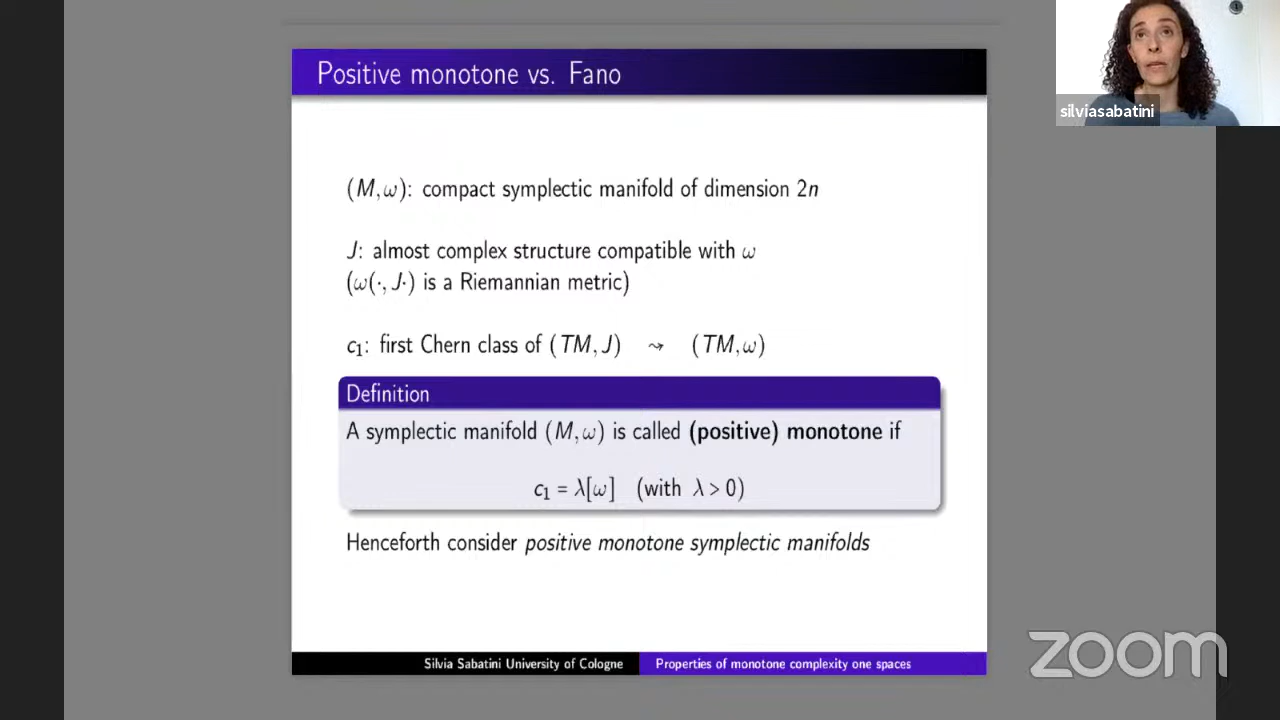 Positive monotone vs. Fano
silviasabatini
(M, ω): compact symplectic manifold of dimension 2n
J: almost complex structure compatible with ω
(ω(·, J·) is a Riemannian metric)
c₁: first Chern class of (TM, J) ⇝ (TM, ω)
Definition
A symplectic manifold (M, ω) is called (positive) monotone if
c₁ = λ[ω] (with λ > 0)
Henceforth consider positive monotone symplectic manifolds
Silvia Sabatini University of Cologne Properties of monotone complexity one spaces
zoom